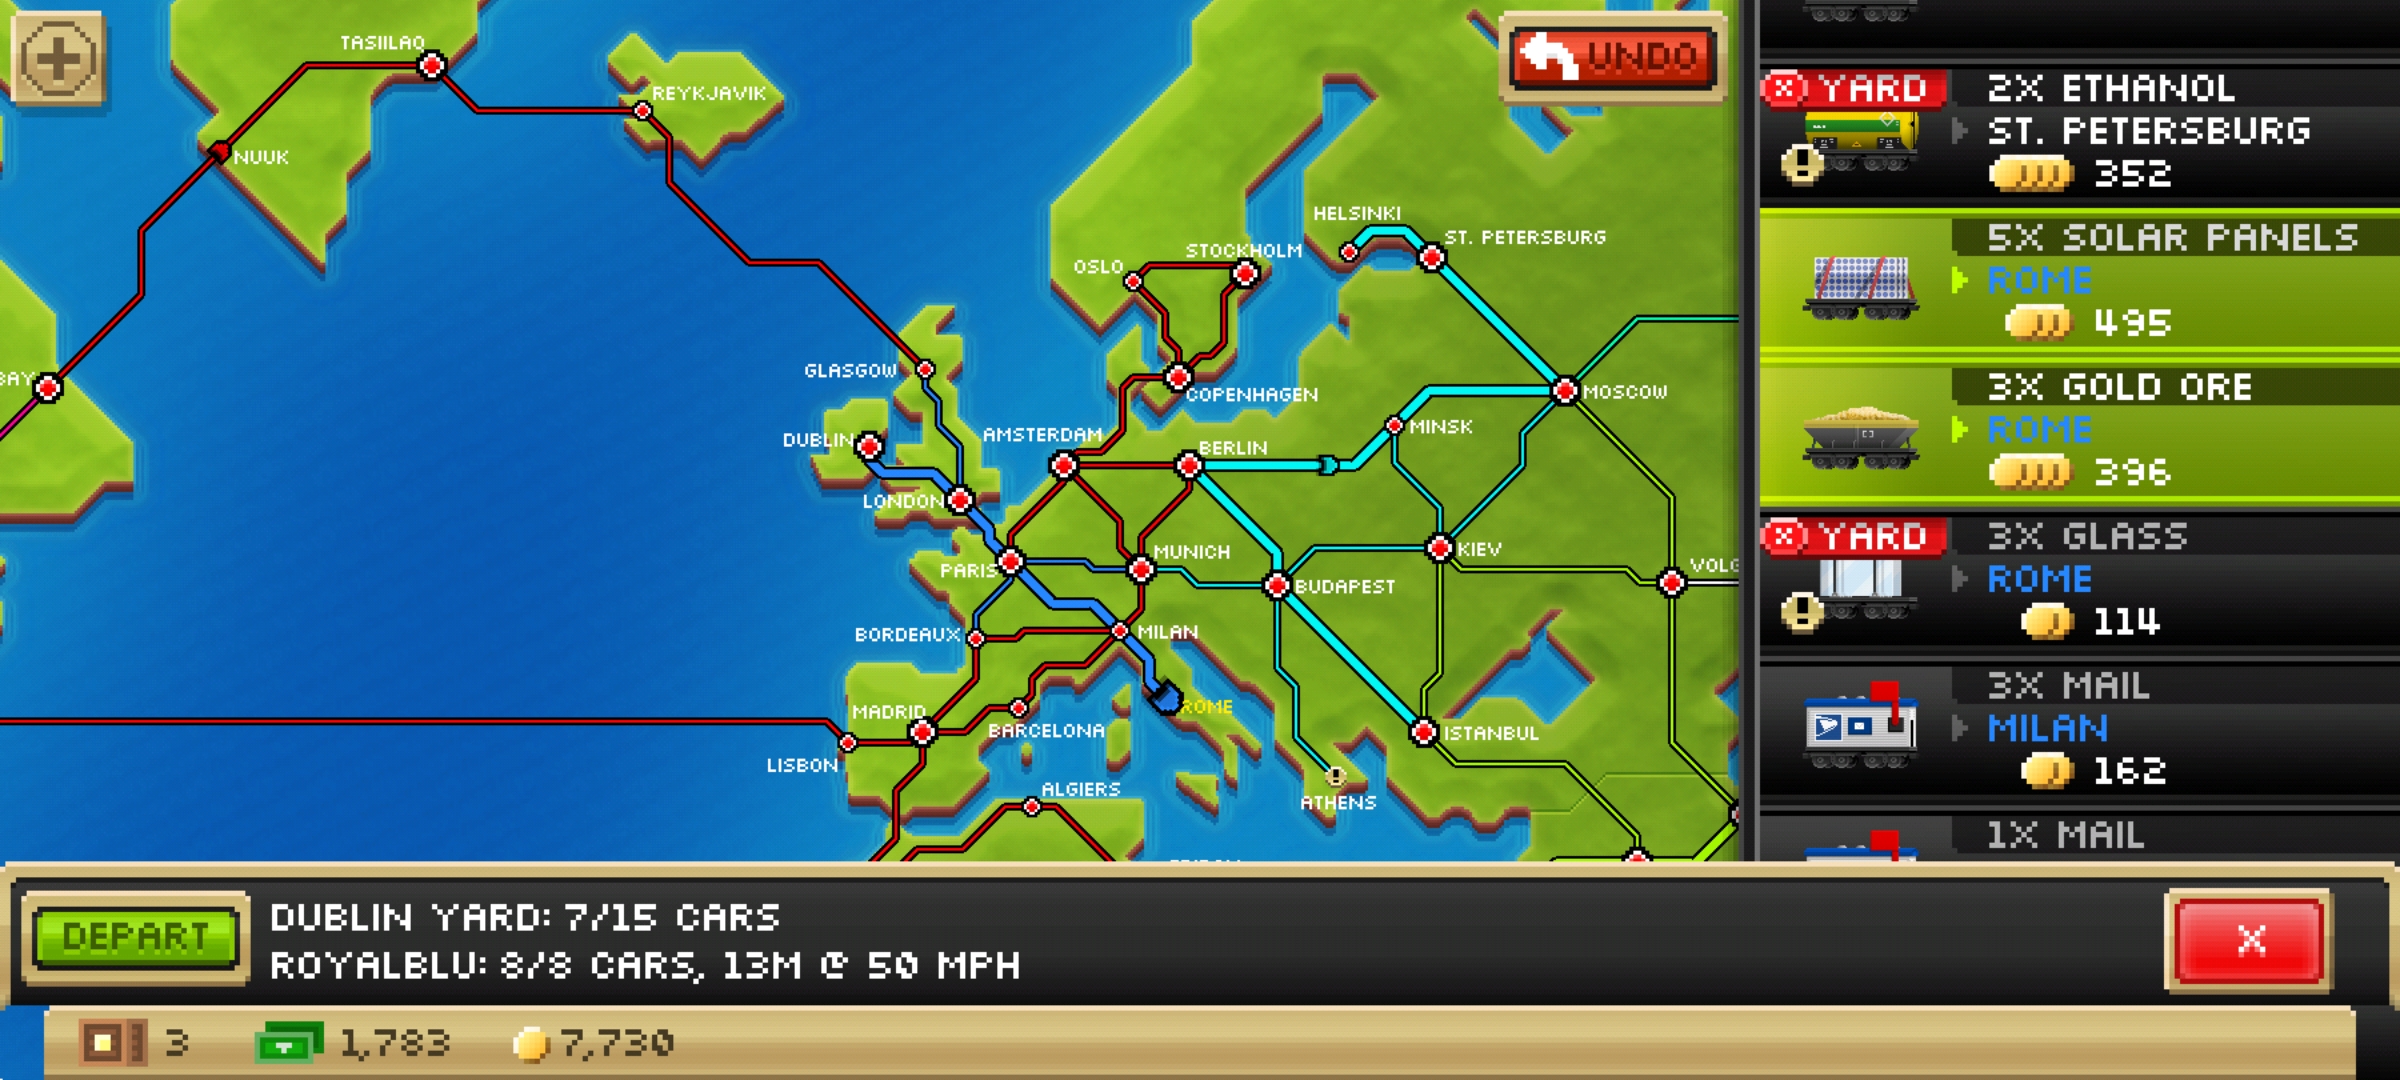 TASIILAQ
REYKJAVIK
NUUK
UNDO
HELSINKI
ST. PETERSBURG
STOCKHOLM
OSLO
GLASGOW
COPENHAGEN
MOSCOW
DUBLIN
AMSTERDAM
BERLIN
MINSK
LONDON
PARIS
MUNICH
KIEV
BUDAPEST
BORDEAUX
MILAN
MADRID
ROME
BARCELONA
ISTANBUL
LISBON
ALGIERS
ATHENS
YARD
2X ETHANOL
ST. PETERSBURG
352
5X SOLAR PANELS
ROME
495
3X GOLD ORE
ROME
396
YARD
3X GLASS
ROME
114
3X MAIL
MILAN
162
1X MAIL
DEPART
DUBLIN YARD: 7/15 CARS
ROYALBLU: 8/8 CARS, 13M @ 50 MPH
X
3
1,783
7,730